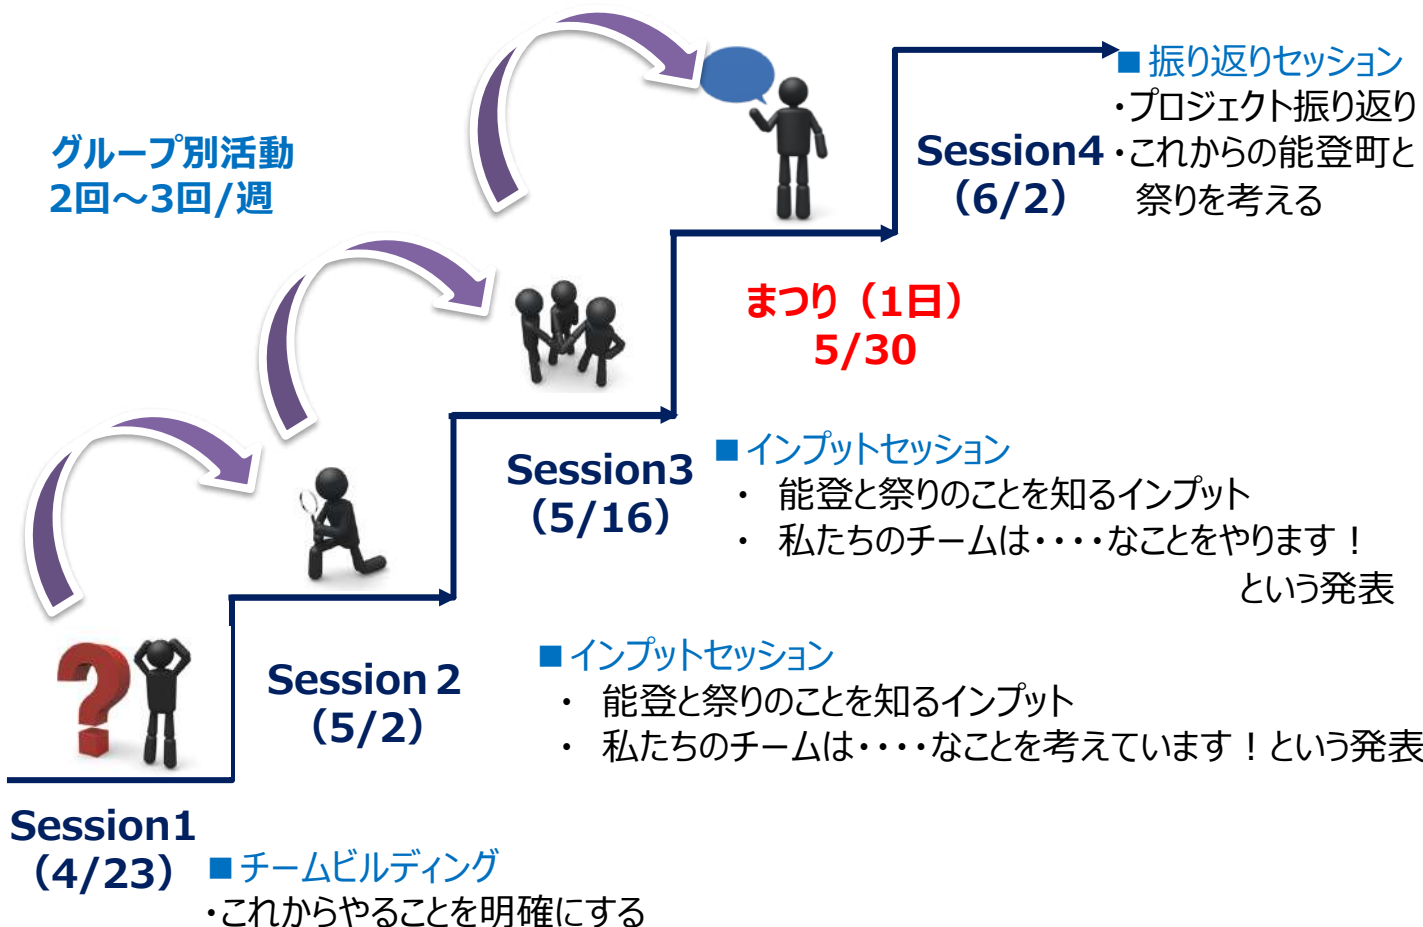 グループ別活動
2回～3回/週
■ 振り返りセッション
・プロジェクト振り返り
・これからの能登町と
祭りを考える
Session4
（6/2）
まつり（1日）
5/30
Session3
（5/16）
■ インプットセッション
・ 能登と祭りのことを知るインプット
・ 私たちのチームは・・・・なことをやります！
という発表
Session２
（5/2）
■ インプットセッション
・ 能登と祭りのことを知るインプット
・ 私たちのチームは・・・・なことを考えています！という発表
Session1
（4/23）
■ チームビルディング
・これからやることを明確にする